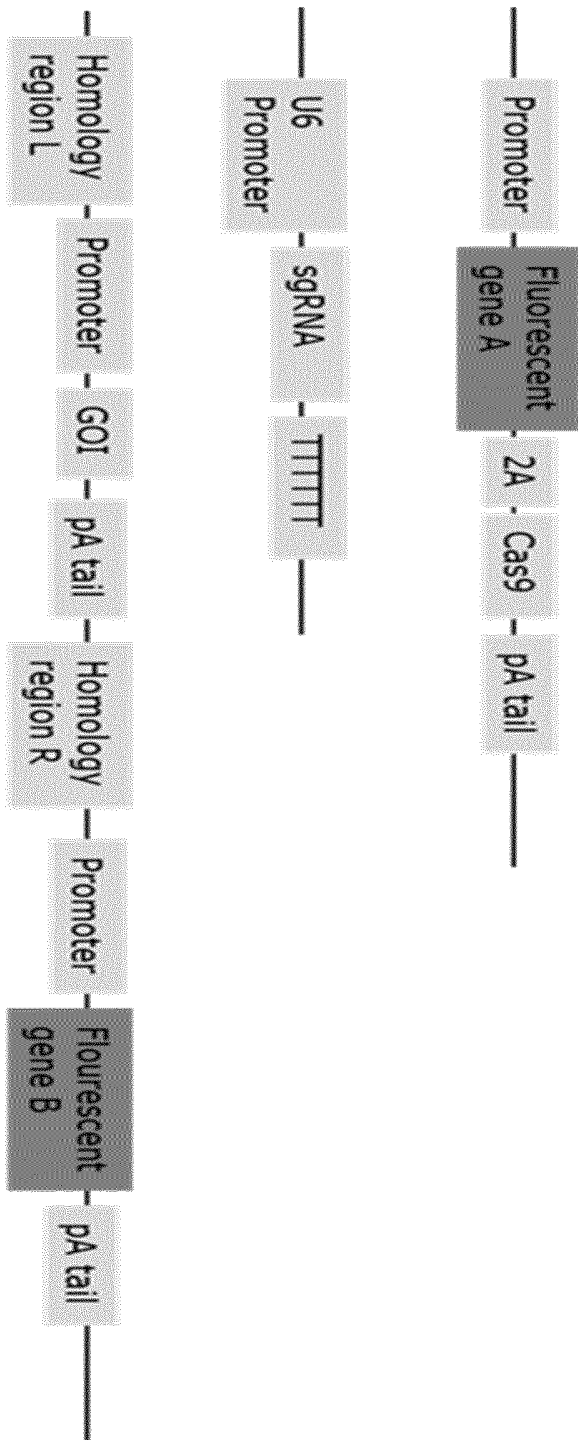 Promoter
Fluorescent
gene A
2A
Cas9
pA tail
U6
Promoter
sgRNA
TTTTTT
Homology
region L
Promoter
GOI
pA tail
Homology
region R
Promoter
Flourescent
gene B
pA tail